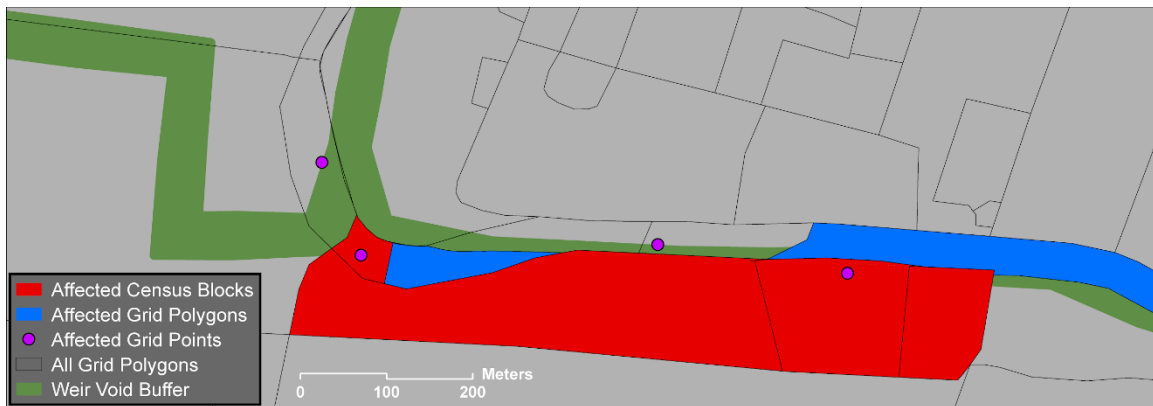 Affected Census Blocks
Affected Grid Polygons
Affected Grid Points
All Grid Polygons
Weir Void Buffer
Meters
0 100 200